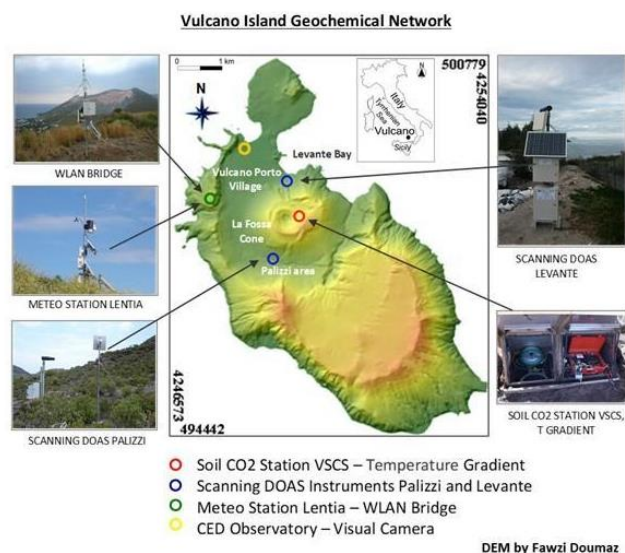 Vulcano Island Geochemical Network
0 1 km
N
500779
4254040
N
Italy
Tyrrhenian
Sea
Vulcano
Sicily
Levante Bay
Vulcano Porto
Village
La Fossa
Cone
Palizzi area
4246573
494442
WLAN BRIDGE
METEO STATION LENTIA
SCANNING DOAS PALIZZI
SCANNING DOAS
LEVANTE
SOIL CO2 STATION VSCS,
T GRADIENT
Soil CO2 Station VSCS – Temperature Gradient
Scanning DOAS Instruments Palizzi and Levante
Meteo Station Lentia – WLAN Bridge
CED Observatory – Visual Camera
DEM by Fawzi Doumaz